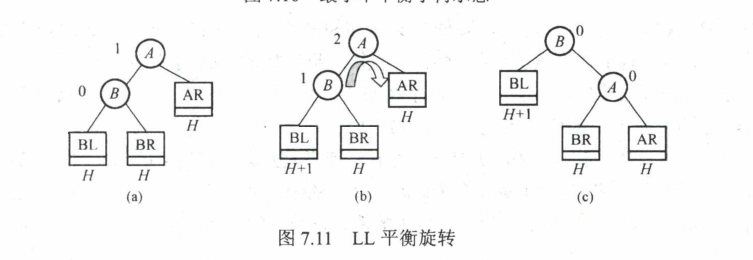 1 A
0 B AR
H
BL BR
H H
(a)
2 A
1 B AR
H
BL BR
H+1 H
(b)
B 0
BL A 0
H+1
BR AR
H H
(c)
图 7.11 LL 平衡旋转